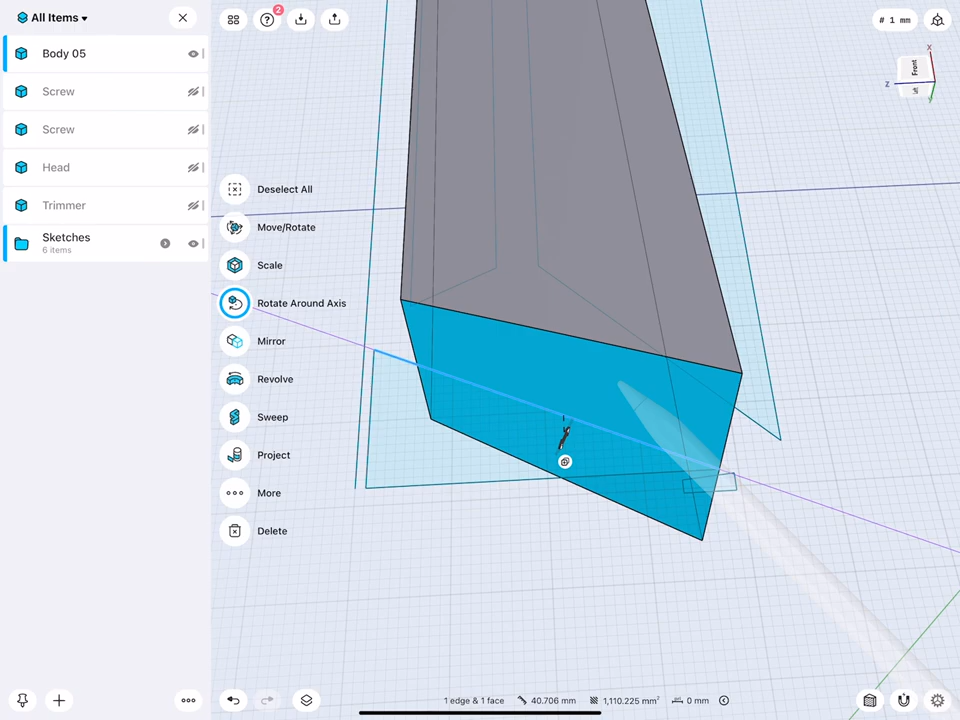 All Items
2
# 1 mm
Body 05
Screw
Screw
Head
Trimmer
Sketches
6 items
X
Front
Z
Left
Y
Deselect All
Move/Rotate
Scale
Rotate Around Axis
Mirror
Revolve
Sweep
Project
More
Delete
1 edge & 1 face
40.706 mm
1,110.225 mm²
0 mm